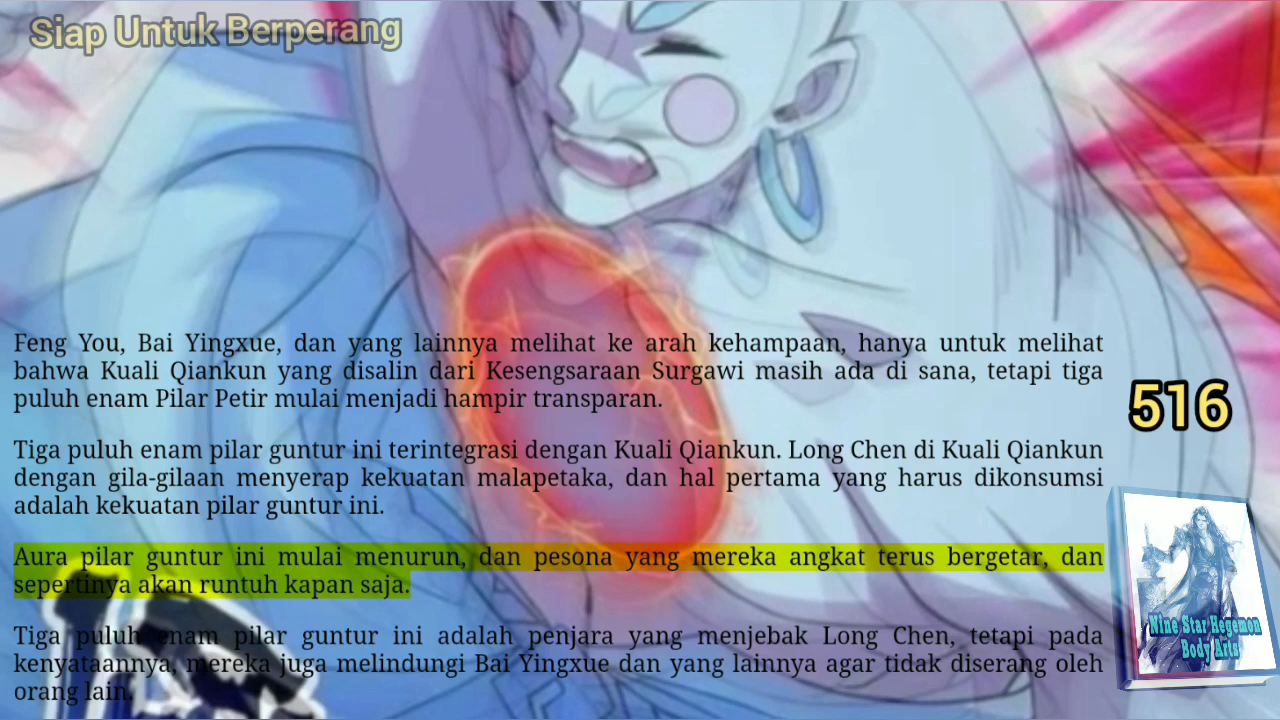 Siap Untuk Berperang
Feng You, Bai Yingxue, dan yang lainnya melihat ke arah kehampaan, hanya untuk melihat
bahwa Kuali Qiankun yang disalin dari Kesengsaraan Surgawi masih ada di sana, tetapi tiga
puluh enam Pilar Petir mulai menjadi hampir transparan.
Tiga puluh enam pilar guntur ini terintegrasi dengan Kuali Qiankun. Long Chen di Kuali Qiankun
dengan gila-gilaan menyerap kekuatan malapetaka, dan hal pertama yang harus dikonsumsi
adalah kekuatan pilar guntur ini.
Aura pilar guntur ini mulai menurun, dan pesona yang mereka angkat terus bergetar, dan
sepertinya akan runtuh kapan saja.
Tiga puluh enam pilar guntur ini adalah penjara yang menjebak Long Chen, tetapi pada
kenyataannya, mereka juga melindungi Bai Yingxue dan yang lainnya agar tidak diserang oleh
orang lain.
516
Nine Star Hegemon
Body Arts